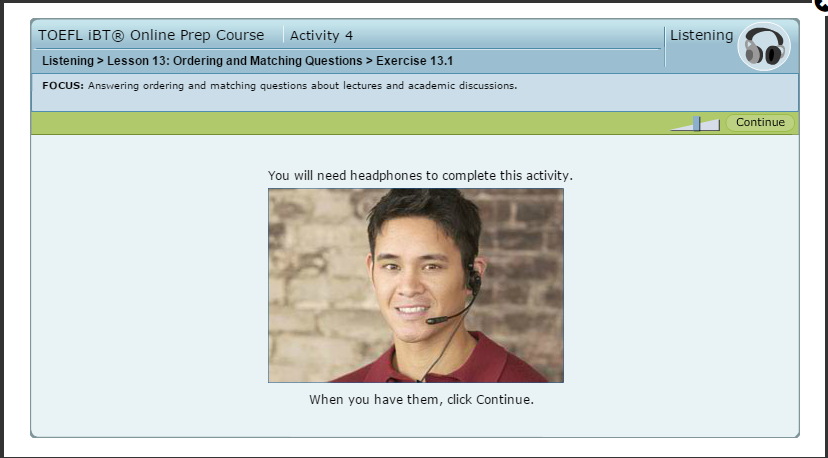 TOEFL iBT® Online Prep Course
Activity 4
Listening
Listening > Lesson 13: Ordering and Matching Questions > Exercise 13.1
FOCUS: Answering ordering and matching questions about lectures and academic discussions.
Continue
You will need headphones to complete this activity.
When you have them, click Continue.